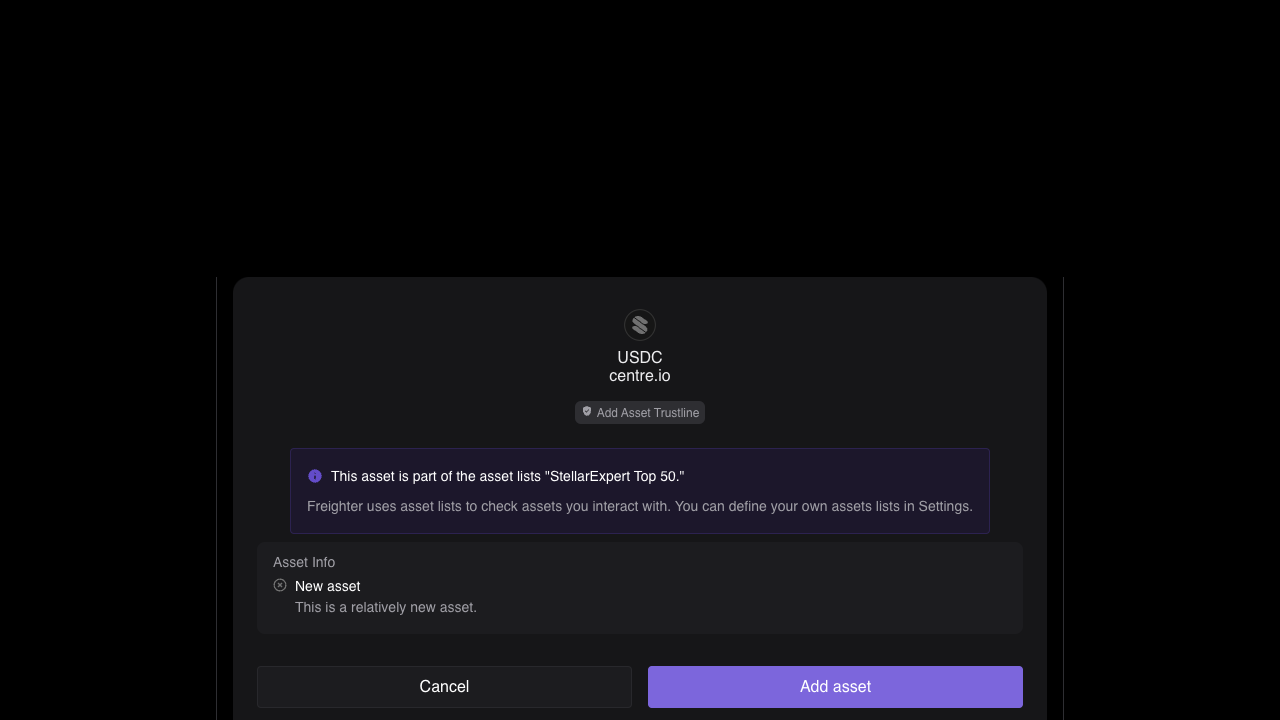 USDC
centre.io
Add Asset Trustline
This asset is part of the asset lists "StellarExpert Top 50."
Freighter uses asset lists to check assets you interact with. You can define your own assets lists in Settings.
Asset Info
New asset
This is a relatively new asset.
Cancel
Add asset